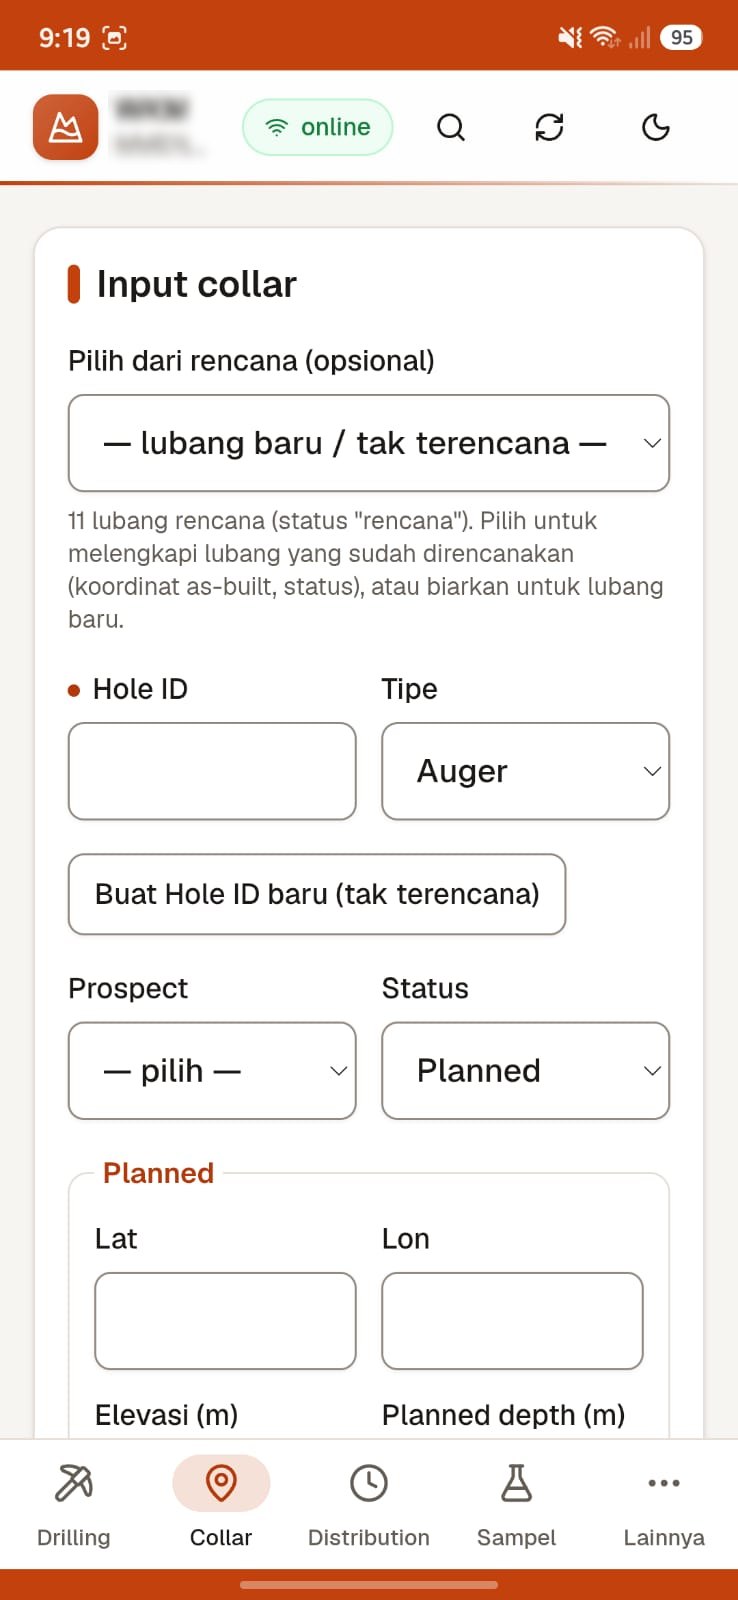 9:19
95
online
Input collar
Pilih dari rencana (opsional)
— lubang baru / tak terencana —
11 lubang rencana (status "rencana"). Pilih untuk
melengkapi lubang yang sudah direncanakan
(koordinat as-built, status), atau biarkan untuk lubang
baru.
Hole ID
Tipe
Auger
Buat Hole ID baru (tak terencana)
Prospect
Status
— pilih —
Planned
Planned
Lat
Lon
Elevasi (m)
Planned depth (m)
Drilling
Collar
Distribution
Sampel
Lainnya